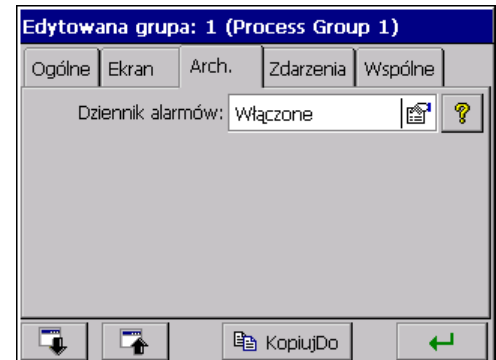 Edytowana grupa: 1 (Process Group 1)
Ogólne Ekran Arch. Zdarzenia Wspólne
Dziennik alarmów: Włączone ?
KopiujDo